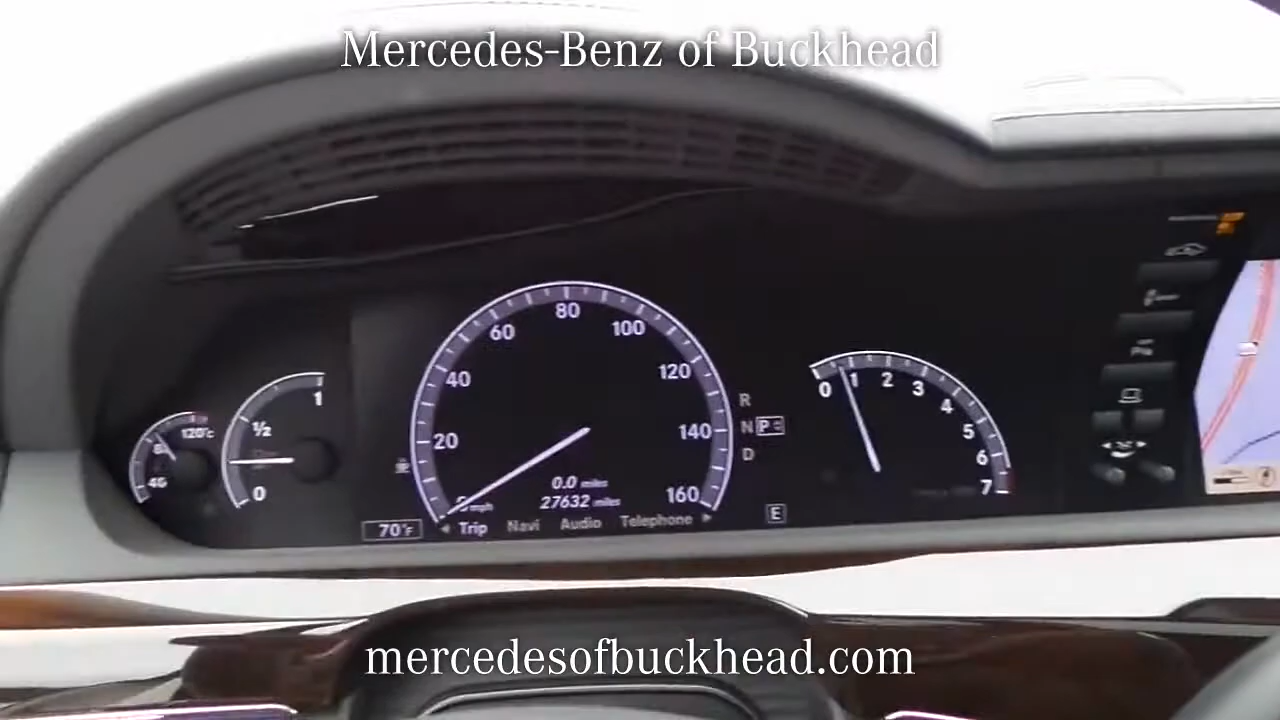 Mercedes-Benz of Buckhead
80
60
100
40
120
20
140
160
0 mph
0.0 miles
27632 miles
Trip Navi Audio Telephone
70°F
R
N P
D
E
120°C
40
1
½
0
0 1 2 3 4 5 6 7
mercedesofbuckhead.com